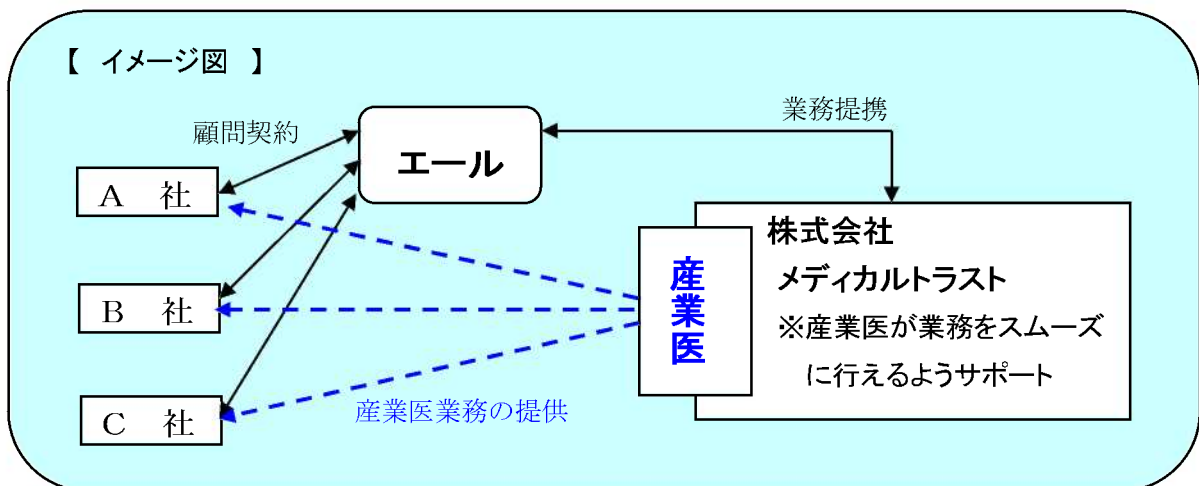 【 イメージ図 】
顧問契約
エール
業務提携
A 社
B 社
C 社
産業医
株式会社
メディカルトラスト
※産業医が業務をスムーズ
に行えるようサポート
産業医業務の提供